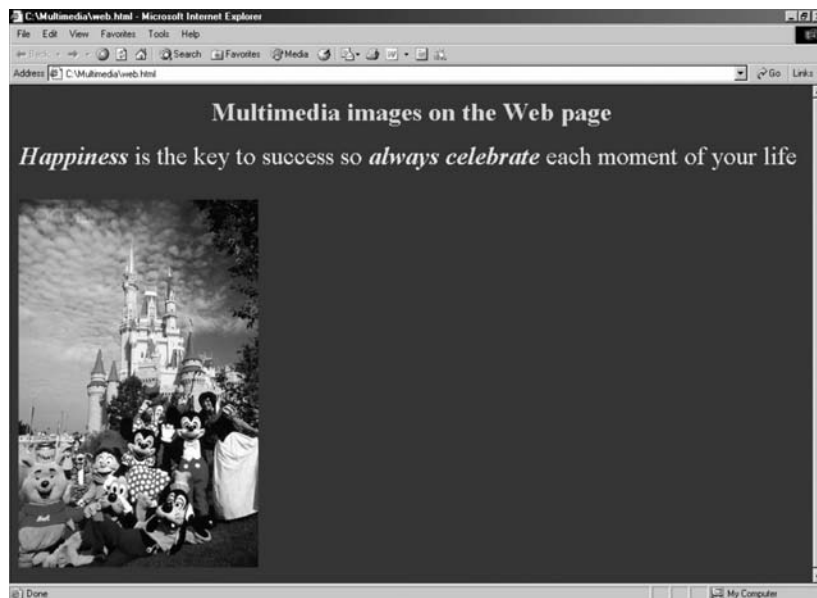 C:\Multimedia\web.html - Microsoft Internet Explorer
File Edit View Favorites Tools Help
Back Search Favorites Media
Address C:\Multimedia\web.html Go Links
Multimedia images on the Web page
Happiness is the key to success so always celebrate each moment of your life
Done My Computer